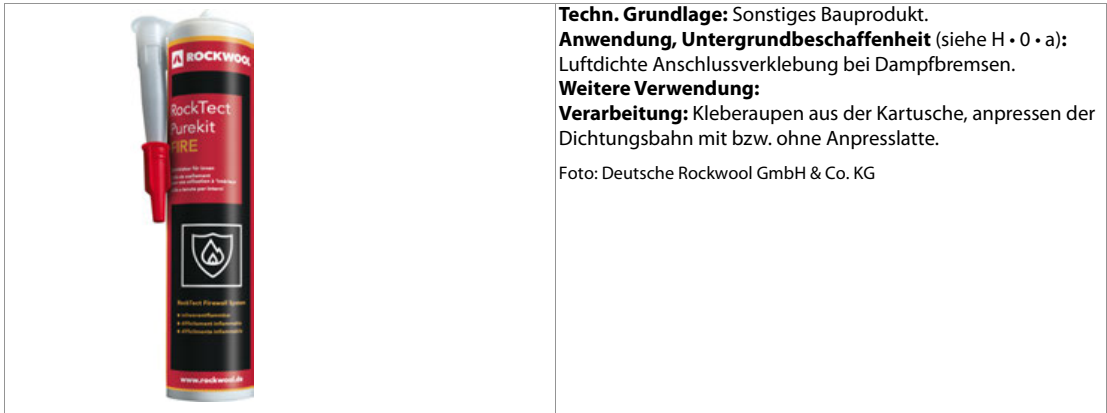 ROCKWOOL
RockTect
Purekit
FIRE
RockTect Firewall System
www.rockwool.de
Techn. Grundlage: Sonstiges Bauprodukt.
Anwendung, Untergrundbeschaffenheit (siehe H • 0 • a):
Luftdichte Anschlussverklebung bei Dampfbremsen.
Weitere Verwendung:
Verarbeitung: Kleberaupen aus der Kartusche, anpressen der
Dichtungsbahn mit bzw. ohne Anpresslatte.
Foto: Deutsche Rockwool GmbH & Co. KG